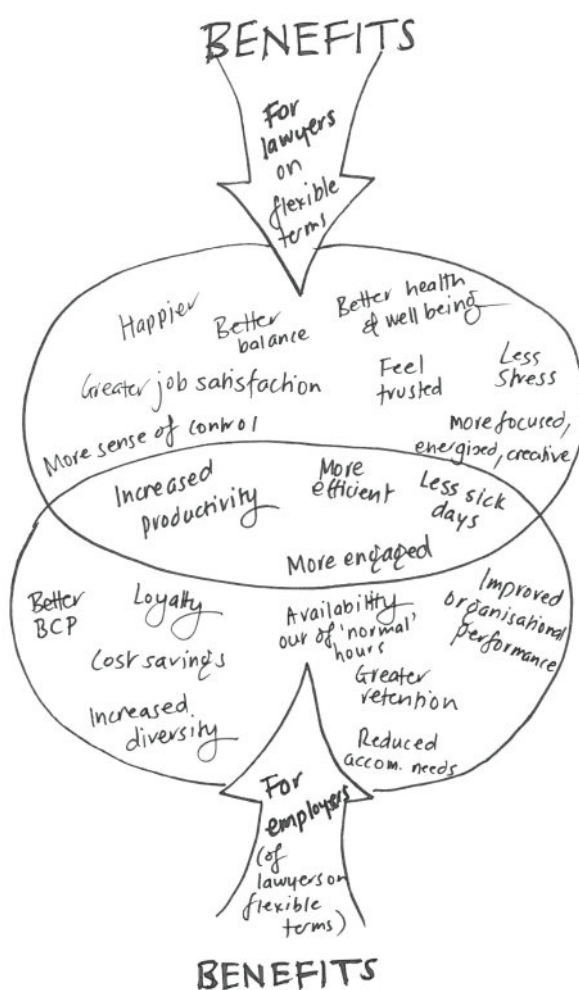 BENEFITS
For
lawyers
on
flexible
terms
Happier
Better
balance
Better health
& well being
Greater job satisfaction
Feel
trusted
Less
Stress
More sense of control
more focused,
energised, creative
Increased
productivity
More
efficient
Less sick
days
More engaged
Better
BCP
Loyalty
Availability
out of 'normal'
hours
Improved
organisational
performance
Cost savings
Greater
retention
Increased
diversity
Reduced
accom. needs
For
employers
(of
lawyers on
flexible
terms)
BENEFITS